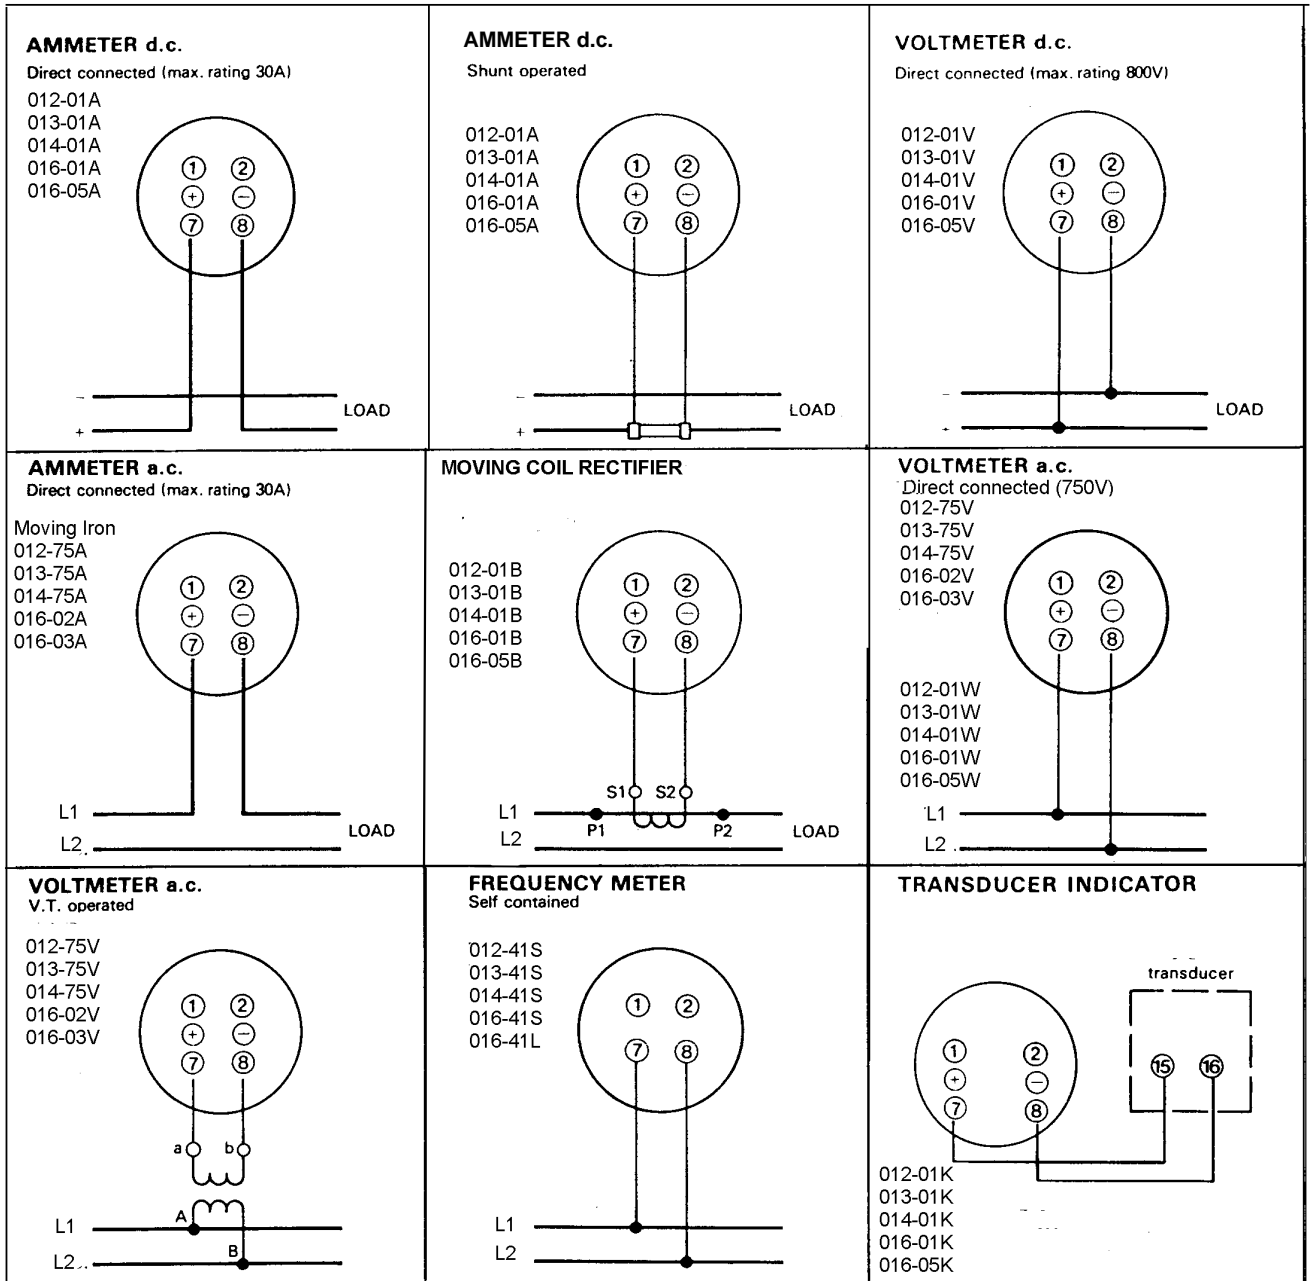 AMMETER d.c.
Direct connected (max. rating 30A)
012-01A
013-01A
014-01A
016-01A
016-05A
1 2
+ −
7 8
−
+
LOAD
AMMETER d.c.
Shunt operated
012-01A
013-01A
014-01A
016-01A
016-05A
1 2
+ −
7 8
−
+
LOAD
VOLTMETER d.c.
Direct connected (max. rating 800V)
012-01V
013-01V
014-01V
016-01V
016-05V
1 2
+ −
7 8
−
+
LOAD
AMMETER a.c.
Direct connected (max. rating 30A)
Moving Iron
012-75A
013-75A
014-75A
016-02A
016-03A
1 2
+ −
7 8
L1
L2
LOAD
MOVING COIL RECTIFIER
012-01B
013-01B
014-01B
016-01B
016-05B
1 2
+ −
7 8
S1 S2
L1
P1 P2
L2
LOAD
VOLTMETER a.c.
Direct connected (750V)
012-75V
013-75V
014-75V
016-02V
016-03V
1 2
+ −
7 8
012-01W
013-01W
014-01W
016-01W
016-05W
L1
L2
VOLTMETER a.c.
V.T. operated
012-75V
013-75V
014-75V
016-02V
016-03V
1 2
+ −
7 8
a b
A
L1
B
L2
FREQUENCY METER
Self contained
012-41S
013-41S
014-41S
016-41S
016-41L
1 2
7 8
L1
L2
TRANSDUCER INDICATOR
transducer
1 2
+ −
7 8
15 16
012-01K
013-01K
014-01K
016-01K
016-05K